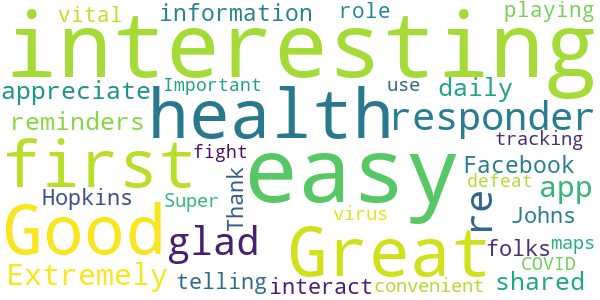 vital information role playing
interesting
appreciate Important use daily
health responder
reminders tracking
first fight Facebook
easy defeat app
Hopkins Super Thank re Johns
Good virus
glad Great folks maps
COVID
Extremely telling interact convenient shared